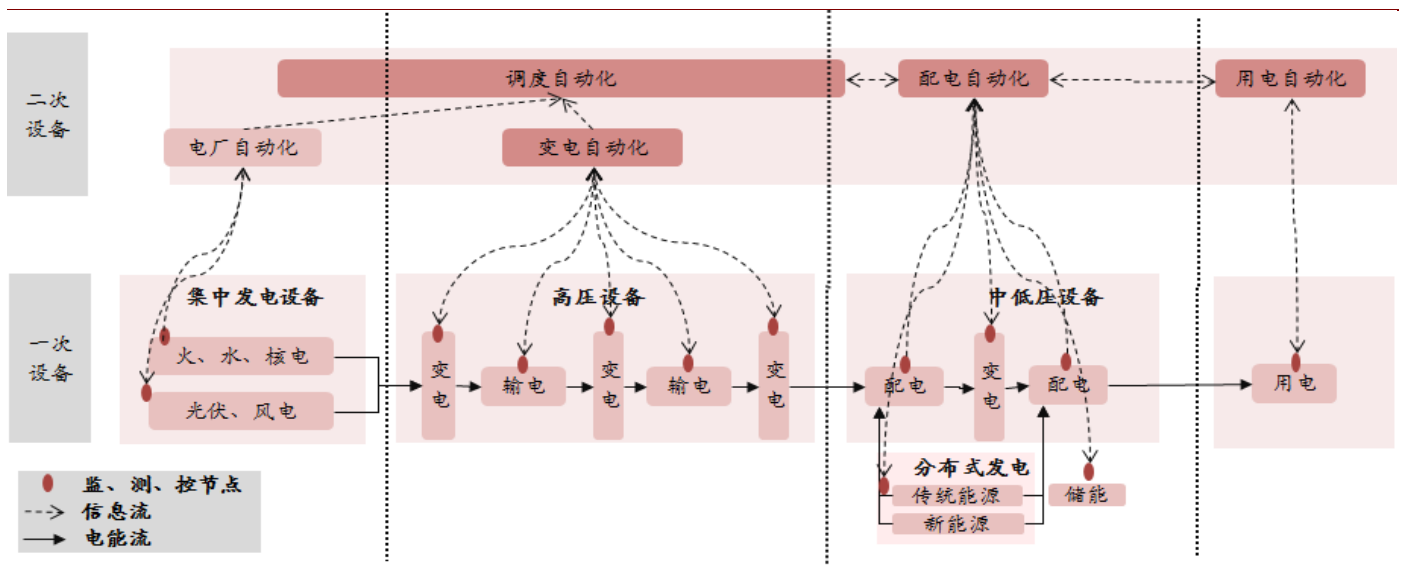 二次
设备
调度自动化
配电自动化
用电自动化
电厂自动化
变电自动化
一次
设备
集中发电设备
高压设备
中低压设备
火、水、核电
光伏、风电
变
电
输电
变
电
输电
变
电
配电
变
电
配电
用电
分布式发电
传统能源
新能源
储能
监、测、控节点
信息流
电能流